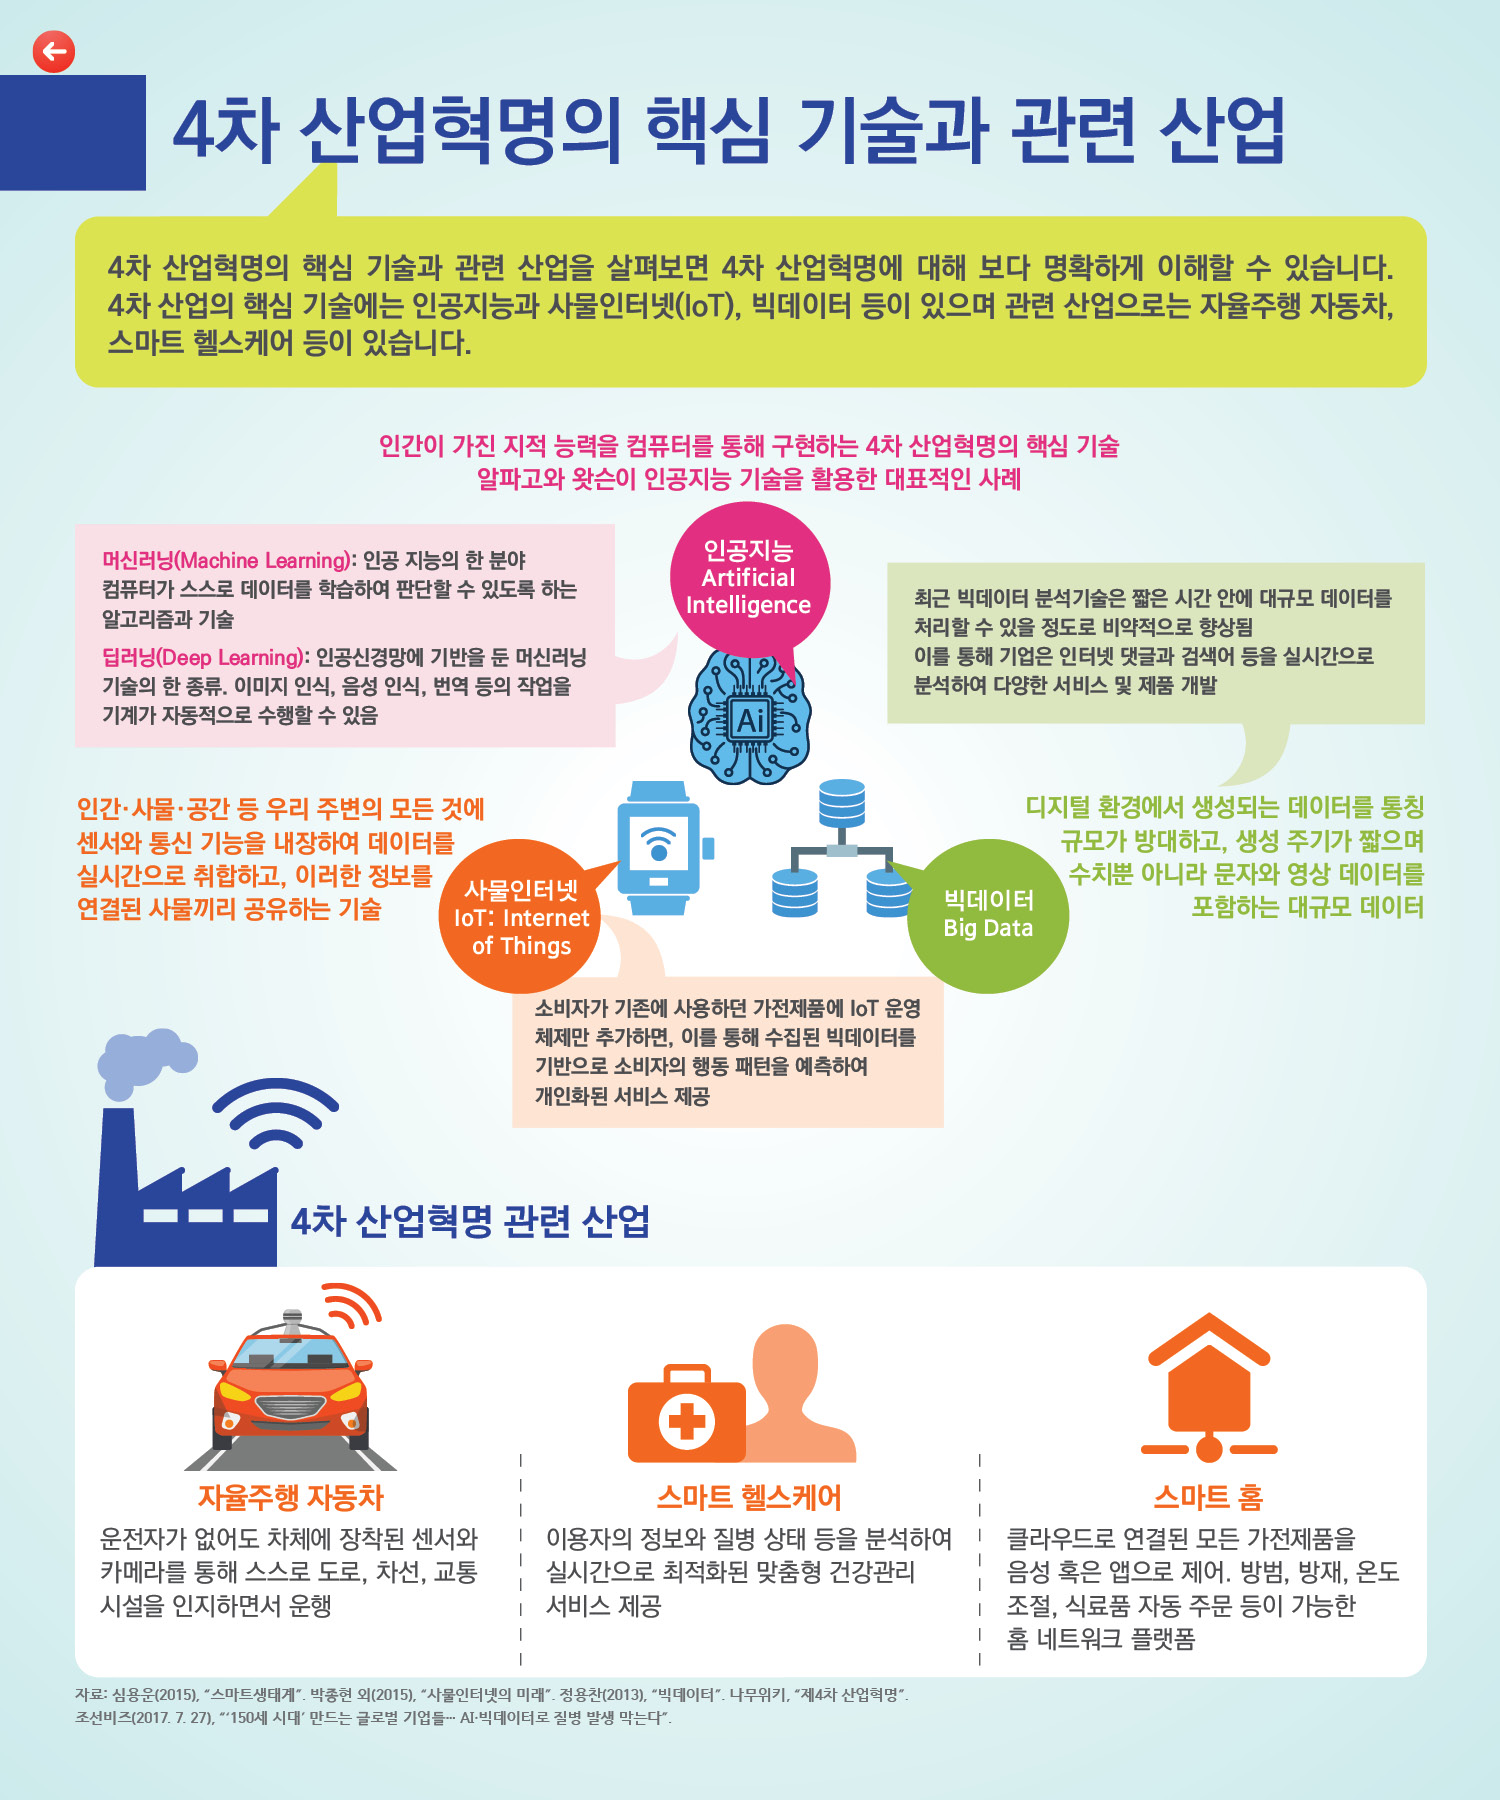 4차 산업혁명의 핵심 기술과 관련 산업
4차 산업혁명의 핵심 기술과 관련 산업을 살펴보면 4차 산업혁명에 대해 보다 명확하게 이해할 수 있습니다.
4차 산업의 핵심 기술에는 인공지능과 사물인터넷(IoT), 빅데이터 등이 있으며 관련 산업으로는 자율주행 자동차,
스마트 헬스케어 등이 있습니다.
인간이 가진 지적 능력을 컴퓨터를 통해 구현하는 4차 산업혁명의 핵심 기술
알파고와 왓슨이 인공지능 기술을 활용한 대표적인 사례
인공지능
Artificial
Intelligence
머신러닝(Machine Learning): 인공 지능의 한 분야
컴퓨터가 스스로 데이터를 학습하여 판단할 수 있도록 하는
알고리즘과 기술
딥러닝(Deep Learning): 인공신경망에 기반을 둔 머신러닝
기술의 한 종류. 이미지 인식, 음성 인식, 번역 등의 작업을
기계가 자동적으로 수행할 수 있음
Ai
최근 빅데이터 분석기술은 짧은 시간 안에 대규모 데이터를
처리할 수 있을 정도로 비약적으로 향상됨
이를 통해 기업은 인터넷 댓글과 검색어 등을 실시간으로
분석하여 다양한 서비스 및 제품 개발
인간·사물·공간 등 우리 주변의 모든 것에
센서와 통신 기능을 내장하여 데이터를
실시간으로 취합하고, 이러한 정보를
연결된 사물끼리 공유하는 기술
사물인터넷
IoT: Internet
of Things
디지털 환경에서 생성되는 데이터를 통칭
규모가 방대하고, 생성 주기가 짧으며
수치뿐 아니라 문자와 영상 데이터를
포함하는 대규모 데이터
빅데이터
Big Data
소비자가 기존에 사용하던 가전제품에 IoT 운영
체제만 추가하면, 이를 통해 수집된 빅데이터를
기반으로 소비자의 행동 패턴을 예측하여
개인화된 서비스 제공
4차 산업혁명 관련 산업
자율주행 자동차
운전자가 없어도 차체에 장착된 센서와
카메라를 통해 스스로 도로, 차선, 교통
시설을 인지하면서 운행
스마트 헬스케어
이용자의 정보와 질병 상태 등을 분석하여
실시간으로 최적화된 맞춤형 건강관리
서비스 제공
스마트 홈
클라우드로 연결된 모든 가전제품을
음성 혹은 앱으로 제어. 방범, 방재, 온도
조절, 식료품 자동 주문 등이 가능한
홈 네트워크 플랫폼
자료: 심용운(2015), “스마트생태계”. 박종현 외(2015), “사물인터넷의 미래”. 정용찬(2013), “빅데이터”. 나무위키, “제4차 산업혁명”.
조선비즈(2017. 7. 27), “‘150세 시대’ 만드는 글로벌 기업들… AI·빅데이터로 질병 발생 막는다”.